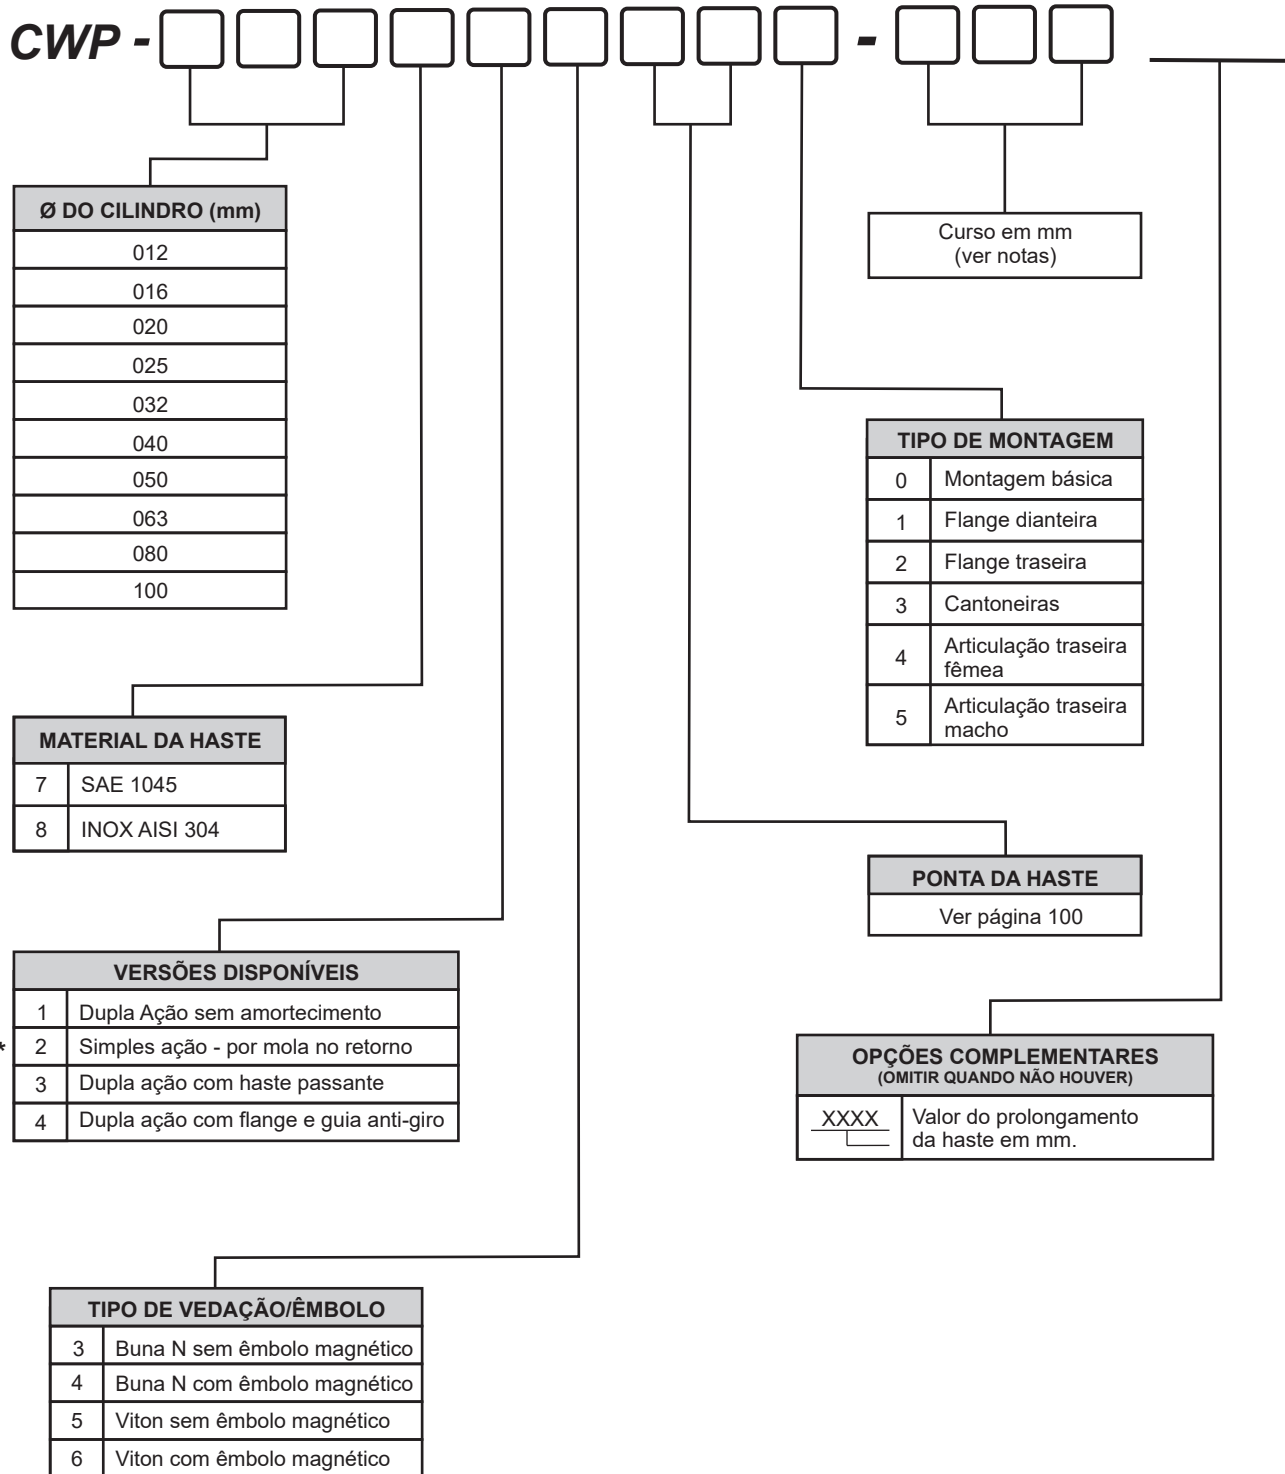 CWP - -
Ø DO CILINDRO (mm)
012
016
020
025
032
040
050
063
080
100
Curso em mm
(ver notas)
TIPO DE MONTAGEM
0 Montagem básica
1 Flange dianteira
2 Flange traseira
3 Cantoneiras
4 Articulação traseira
fêmea
5 Articulação traseira
macho
MATERIAL DA HASTE
7 SAE 1045
8 INOX AISI 304
PONTA DA HASTE
Ver página 100
VERSÕES DISPONÍVEIS
1 Dupla Ação sem amortecimento
* 2 Simples ação - por mola no retorno
3 Dupla ação com haste passante
4 Dupla ação com flange e guia anti-giro
OPÇÕES COMPLEMENTARES
(OMITIR QUANDO NÃO HOUVER)
XXXX Valor do prolongamento
da haste em mm.
TIPO DE VEDAÇÃO/ÊMBOLO
3 Buna N sem êmbolo magnético
4 Buna N com êmbolo magnético
5 Viton sem êmbolo magnético
6 Viton com êmbolo magnético